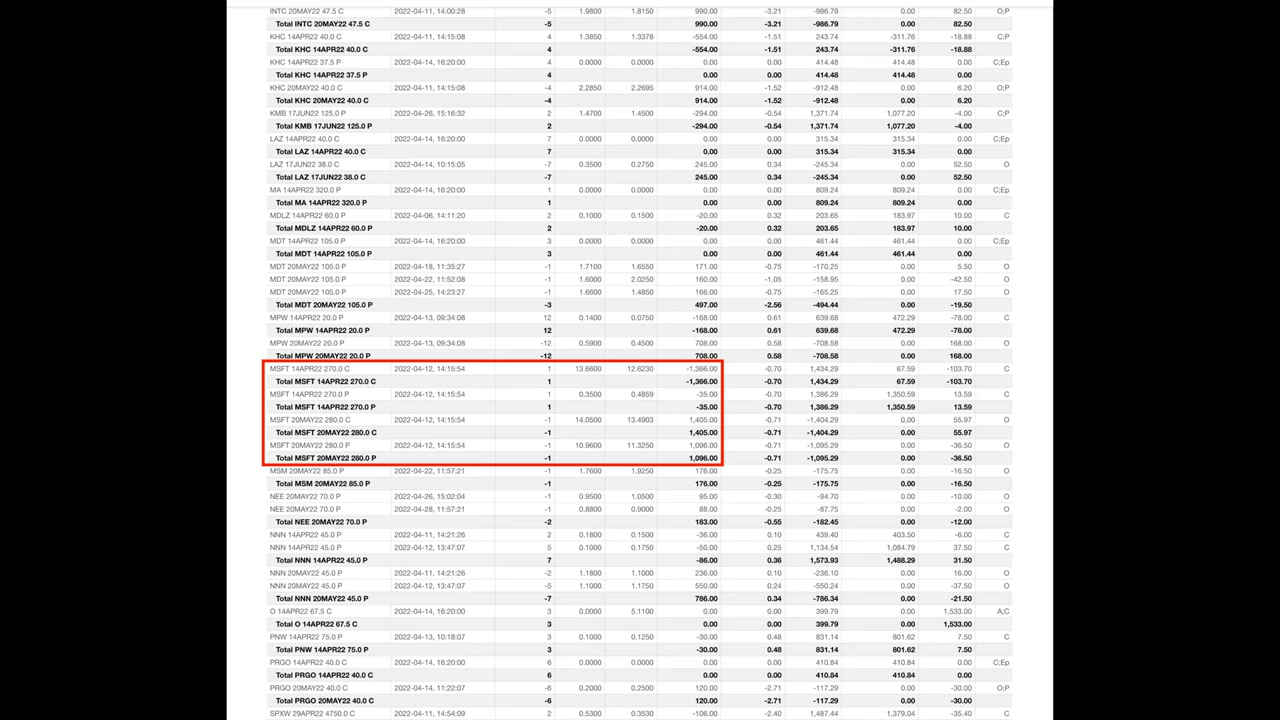 INTC 20MAY22 47.5 C 2022-04-11, 14:00:28 -5 1.9800 1.8150 990.00 -3.21 -986.79 0.00 82.50 O;P
Total INTC 20MAY22 47.5 C -5 990.00 -3.21 -986.79 0.00 82.50
KHC 14APR22 40.0 C 2022-04-11, 14:15:08 4 1.3850 1.3378 -554.00 -1.51 243.74 -311.76 -18.88 C;P
Total KHC 14APR22 40.0 C 4 -554.00 -1.51 243.74 -311.76 -18.88
KHC 14APR22 37.5 P 2022-04-14, 16:20:00 4 0.0000 0.0000 0.00 0.00 414.48 414.48 0.00 C;Ep
Total KHC 14APR22 37.5 P 4 0.00 0.00 414.48 414.48 0.00
KHC 20MAY22 40.0 C 2022-04-11, 14:15:08 -4 2.2850 2.2695 914.00 -1.52 -912.48 0.00 6.20 O;P
Total KHC 20MAY22 40.0 C -4 914.00 -1.52 -912.48 0.00 6.20
KMB 17JUN22 125.0 P 2022-04-26, 15:16:32 2 1.4700 1.4500 -294.00 -0.54 1,371.74 1,077.20 -4.00 C;P
Total KMB 17JUN22 125.0 P 2 -294.00 -0.54 1,371.74 1,077.20 -4.00
LAZ 14APR22 40.0 C 2022-04-14, 16:20:00 7 0.0000 0.0000 0.00 0.00 315.34 315.34 0.00 C;Ep
Total LAZ 14APR22 40.0 C 7 0.00 0.00 315.34 315.34 0.00
LAZ 17JUN22 38.0 C 2022-04-14, 10:15:05 -7 0.3500 0.2750 245.00 0.34 -245.34 0.00 52.50 O
Total LAZ 17JUN22 38.0 C -7 245.00 0.34 -245.34 0.00 52.50
MA 14APR22 320.0 P 2022-04-14, 16:20:00 1 0.0000 0.0000 0.00 0.00 809.24 809.24 0.00 C;Ep
Total MA 14APR22 320.0 P 1 0.00 0.00 809.24 809.24 0.00
MDLZ 14APR22 60.0 P 2022-04-06, 14:11:20 2 0.1000 0.1500 -20.00 0.32 203.65 183.97 10.00 C
Total MDLZ 14APR22 60.0 P 2 -20.00 0.32 203.65 183.97 10.00
MDT 14APR22 105.0 P 2022-04-14, 16:20:00 3 0.0000 0.0000 0.00 0.00 461.44 461.44 0.00 C;Ep
Total MDT 14APR22 105.0 P 3 0.00 0.00 461.44 461.44 0.00
MDT 20MAY22 105.0 P 2022-04-18, 11:35:27 -1 1.7100 1.6550 171.00 -0.75 -170.25 0.00 5.50 O
MDT 20MAY22 105.0 P 2022-04-22, 11:52:08 -1 1.6000 2.0250 160.00 -1.05 -158.95 0.00 -42.50 O
MDT 20MAY22 105.0 P 2022-04-25, 14:23:27 -1 1.6600 1.4850 166.00 -0.75 -165.25 0.00 17.50 O
Total MDT 20MAY22 105.0 P -3 497.00 -2.56 -494.44 0.00 -19.50
MPW 14APR22 20.0 P 2022-04-13, 09:34:08 12 0.1400 0.0750 -168.00 0.61 639.68 472.29 -78.00 C
Total MPW 14APR22 20.0 P 12 -168.00 0.61 639.68 472.29 -78.00
MPW 20MAY22 20.0 P 2022-04-13, 09:34:08 -12 0.5900 0.4500 708.00 0.58 -708.58 0.00 168.00 O
Total MPW 20MAY22 20.0 P -12 708.00 0.58 -708.58 0.00 168.00
MSFT 14APR22 270.0 C 2022-04-12, 14:15:54 1 13.6600 12.6230 -1,366.00 -0.70 1,434.29 67.59 -103.70 C
Total MSFT 14APR22 270.0 C 1 -1,366.00 -0.70 1,434.29 67.59 -103.70
MSFT 14APR22 270.0 P 2022-04-12, 14:15:54 1 0.3500 0.4859 -35.00 -0.70 1,386.29 1,350.59 13.59 C
Total MSFT 14APR22 270.0 P 1 -35.00 -0.70 1,386.29 1,350.59 13.59
MSFT 20MAY22 280.0 C 2022-04-12, 14:15:54 -1 14.0500 13.4903 1,405.00 -0.71 -1,404.29 0.00 55.97 O
Total MSFT 20MAY22 280.0 C -1 1,405.00 -0.71 -1,404.29 0.00 55.97
MSFT 20MAY22 280.0 P 2022-04-12, 14:15:54 -1 10.9600 11.3250 1,096.00 -0.71 -1,095.29 0.00 -36.50 O
Total MSFT 20MAY22 280.0 P -1 1,096.00 -0.71 -1,095.29 0.00 -36.50
MSM 20MAY22 85.0 P 2022-04-22, 11:57:21 -1 1.7600 1.9250 176.00 -0.25 -175.75 0.00 -16.50 O
Total MSM 20MAY22 85.0 P -1 176.00 -0.25 -175.75 0.00 -16.50
NEE 20MAY22 70.0 P 2022-04-26, 15:02:04 -1 0.9500 1.0500 95.00 -0.30 -94.70 0.00 -10.00 O
NEE 20MAY22 70.0 P 2022-04-28, 11:57:21 -1 0.8800 0.9000 88.00 -0.25 -87.75 0.00 -2.00 O
Total NEE 20MAY22 70.0 P -2 183.00 -0.55 -182.45 0.00 -12.00
NNN 14APR22 45.0 P 2022-04-11, 14:21:26 2 0.1800 0.1500 -36.00 0.10 439.40 403.50 -6.00 C
NNN 14APR22 45.0 P 2022-04-12, 13:47:07 5 0.1000 0.1750 -50.00 0.25 1,134.54 1,084.79 37.50 C
Total NNN 14APR22 45.0 P 7 -86.00 0.36 1,573.93 1,488.29 31.50
NNN 20MAY22 45.0 P 2022-04-11, 14:21:26 -2 1.1800 1.1000 236.00 0.10 -236.10 0.00 16.00 O
NNN 20MAY22 45.0 P 2022-04-12, 13:47:07 -5 1.1000 1.1750 550.00 0.24 -550.24 0.00 -37.50 O
Total NNN 20MAY22 45.0 P -7 786.00 0.34 -786.34 0.00 -21.50
O 14APR22 67.5 C 2022-04-14, 16:20:00 3 0.0000 5.1100 0.00 0.00 399.79 0.00 1,533.00 A;C
Total O 14APR22 67.5 C 3 0.00 0.00 399.79 0.00 1,533.00
PNW 14APR22 75.0 P 2022-04-13, 10:18:07 3 0.1000 0.1250 -30.00 0.48 831.14 801.62 7.50 C
Total PNW 14APR22 75.0 P 3 -30.00 0.48 831.14 801.62 7.50
PRGO 14APR22 40.0 C 2022-04-14, 16:20:00 6 0.0000 0.0000 0.00 0.00 410.84 410.84 0.00 C;Ep
Total PRGO 14APR22 40.0 C 6 0.00 0.00 410.84 410.84 0.00
PRGO 20MAY22 40.0 C 2022-04-14, 11:22:07 -6 0.2000 0.2500 120.00 -2.71 -117.29 0.00 -30.00 O;P
Total PRGO 20MAY22 40.0 C -6 120.00 -2.71 -117.29 0.00 -30.00
SPXW 29APR22 4750.0 C 2022-04-11, 14:54:09 2 0.5300 0.3530 -106.00 -2.40 1,487.44 1,379.04 -35.40 C